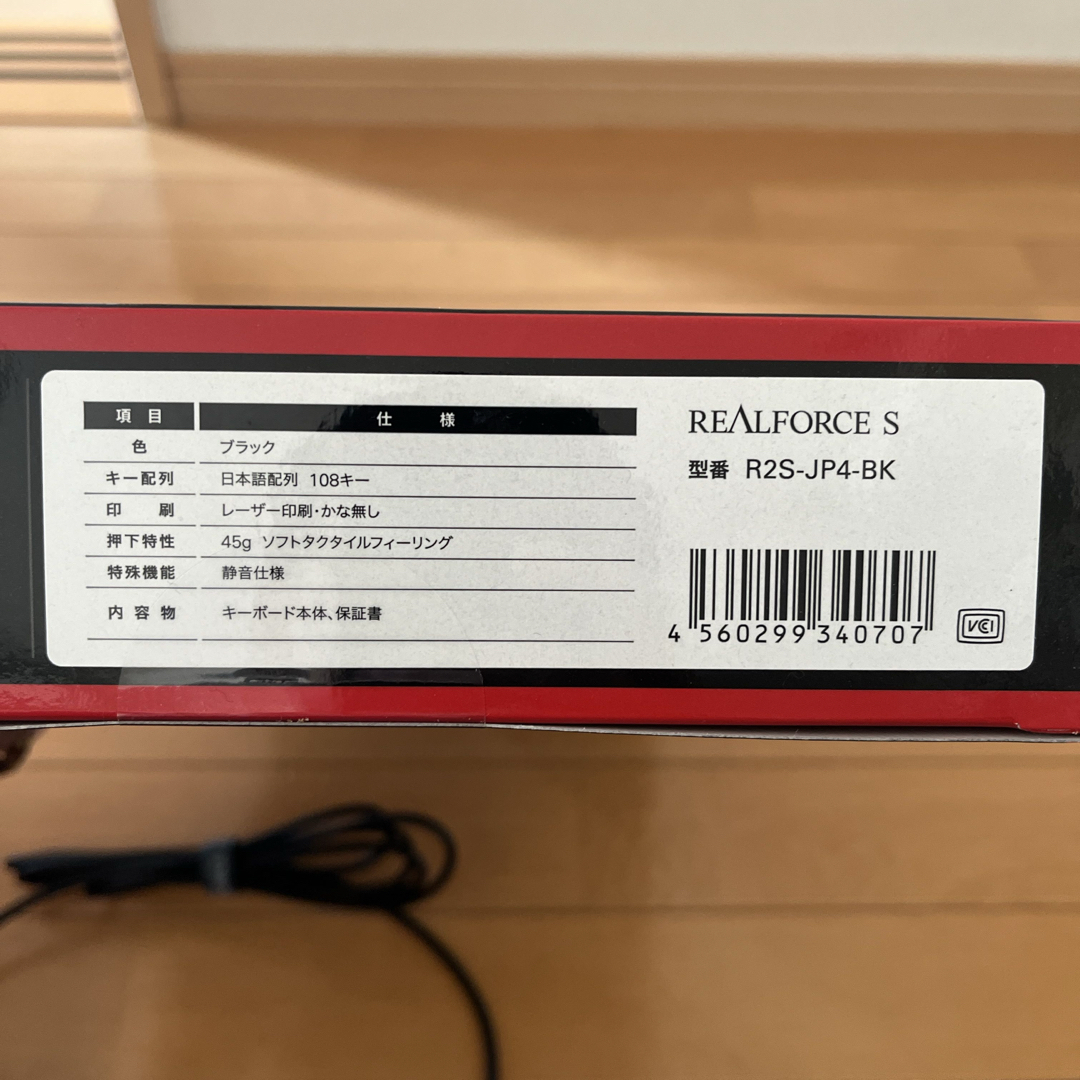 項目 仕様
色 ブラック
キー配列 日本語配列 108キー
印刷 レーザー印刷・かな無し
押下特性 45g ソフトタクタイルフィーリング
特殊機能 静音仕様
内容物 キーボード本体、保証書
REALFORCE S
型番 R2S-JP4-BK
4 560299 340707
VCCI